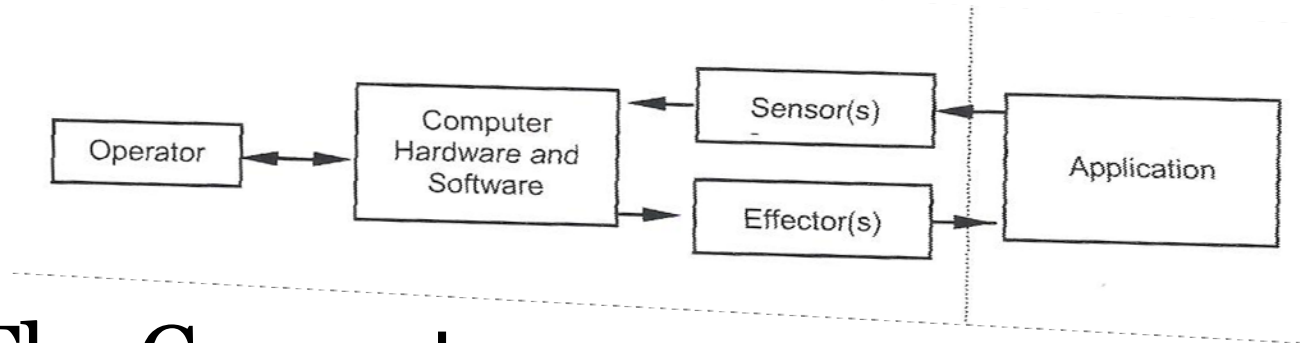 Operator
Computer
Hardware and
Software
Sensor(s)
Effector(s)
Application